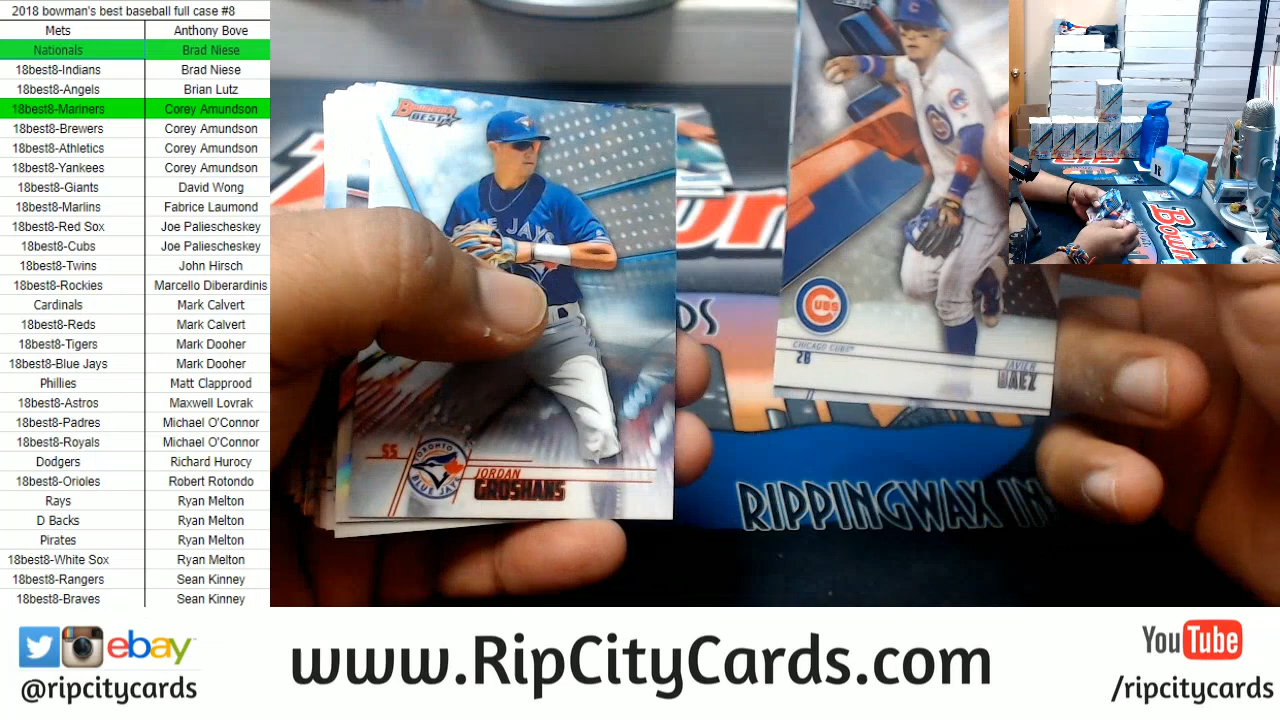 2018 bowman's best baseball full case #8
Mets Anthony Bove
Nationals Brad Niese
18best8-Indians Brad Niese
18best8-Angels Brian Lutz
18best8-Mariners Corey Amundson
18best8-Brewers Corey Amundson
18best8-Athletics Corey Amundson
18best8-Yankees Corey Amundson
18best8-Giants David Wong
18best8-Marlins Fabrice Laumond
18best8-Red Sox Joe Paliescheskey
18best8-Cubs Joe Paliescheskey
18best8-Twins John Hirsch
18best8-Rockies Marcello Diberardinis
Cardinals Mark Calvert
18best8-Reds Mark Calvert
18best8-Tigers Mark Dooher
18best8-Blue Jays Mark Dooher
Phillies Matt Clapprood
18best8-Astros Maxwell Lovrak
18best8-Padres Michael O'Connor
18best8-Royals Michael O'Connor
Dodgers Richard Hurocy
18best8-Orioles Robert Rotondo
Rays Ryan Melton
D Backs Ryan Melton
Pirates Ryan Melton
18best8-White Sox Ryan Melton
18best8-Rangers Sean Kinney
18best8-Braves Sean Kinney
BOWMAN'S BEST
SS
TORONTO BLUE JAYS
JORDAN
GROSHANS
CUBS
CHICAGO CUBS
2B
JAVIER
BAEZ
RIPPINGWAX IN
ebay
@ripcitycards
www.RipCityCards.com
YouTube
/ripcitycards